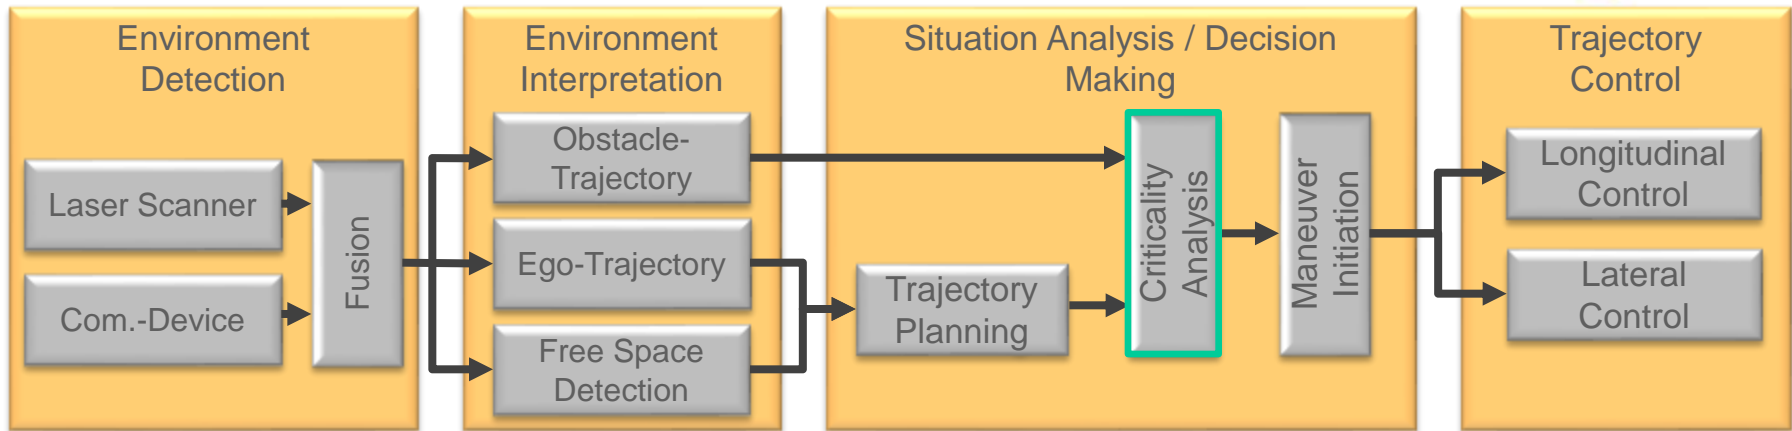 Environment
Detection
Laser Scanner
Com.-Device
Fusion
Environment
Interpretation
Obstacle-
Trajectory
Ego-Trajectory
Free Space
Detection
Situation Analysis / Decision
Making
Trajectory
Planning
Criticality
Analysis
Maneuver
Initiation
Trajectory
Control
Longitudinal
Control
Lateral
Control